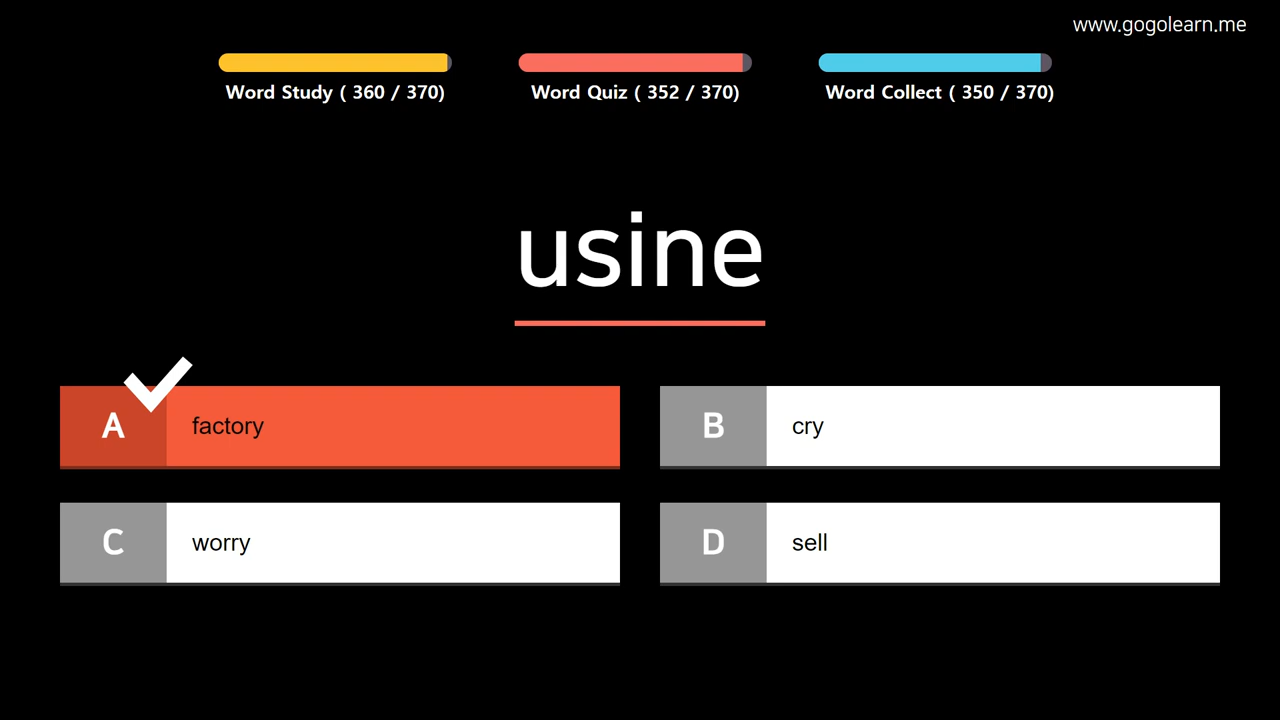 www.gogolearn.me
Word Study ( 360 / 370)
Word Quiz ( 352 / 370)
Word Collect ( 350 / 370)
usine
A factory
B cry
C worry
D sell